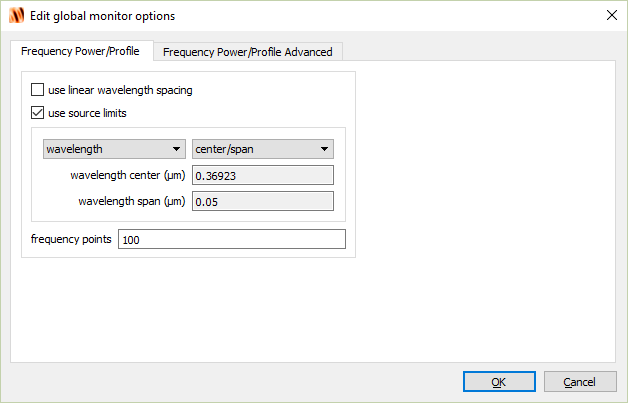 Edit global monitor options
Frequency Power/Profile
Frequency Power/Profile Advanced
use linear wavelength spacing
use source limits
wavelength center/span
wavelength center (µm) 0.36923
wavelength span (µm) 0.05
frequency points 100
OK Cancel